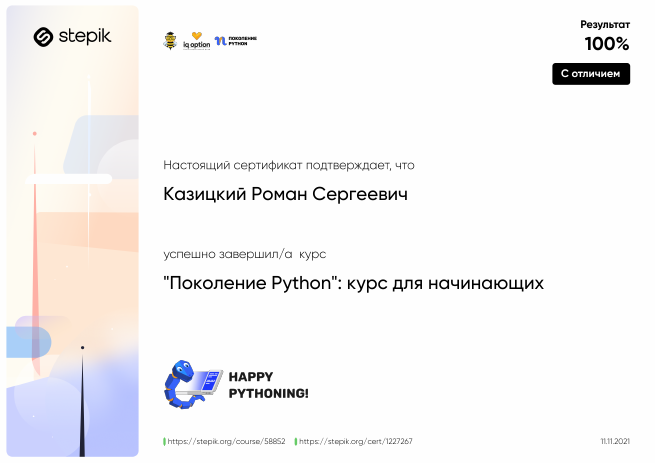 stepik
iq option
ПОКОЛЕНИЕ
PYTHON
Результат
100%
С отличием
Настоящий сертификат подтверждает, что
Казицкий Роман Сергеевич
успешно завершил/а курс
"Поколение Python": курс для начинающих
HAPPY
PYTHONING!
https://stepik.org/course/58852 https://stepik.org/cert/1227267
11.11.2021